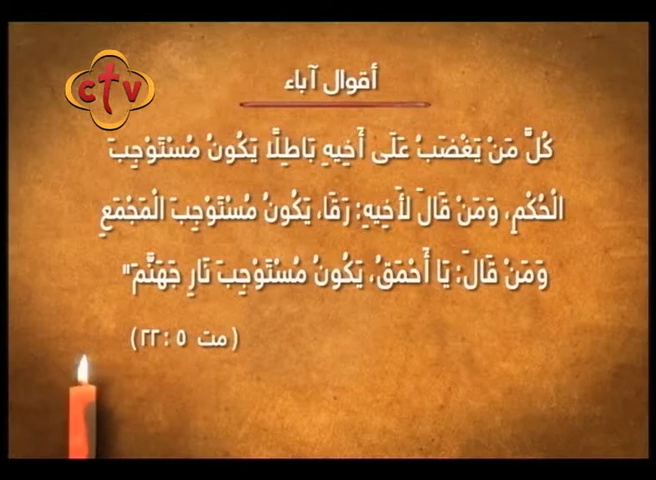 ctv
أقوال آباء
كُلَّ مَنْ يَغْضَبُ عَلَى أَخِيهِ بَاطِلًا يَكُونُ مُسْتَوْجِبَ
الْحُكْمِ، وَمَنْ قَالَ لأَخِيهِ: رَقَا، يَكُونُ مُسْتَوْجِبَ الْمَجْمَعِ
وَمَنْ قَالَ: يَا أَحْمَقُ، يَكُونُ مُسْتَوْجِبَ نَارِ جَهَنَّمَ"
(مت ٥ : ٢٢)